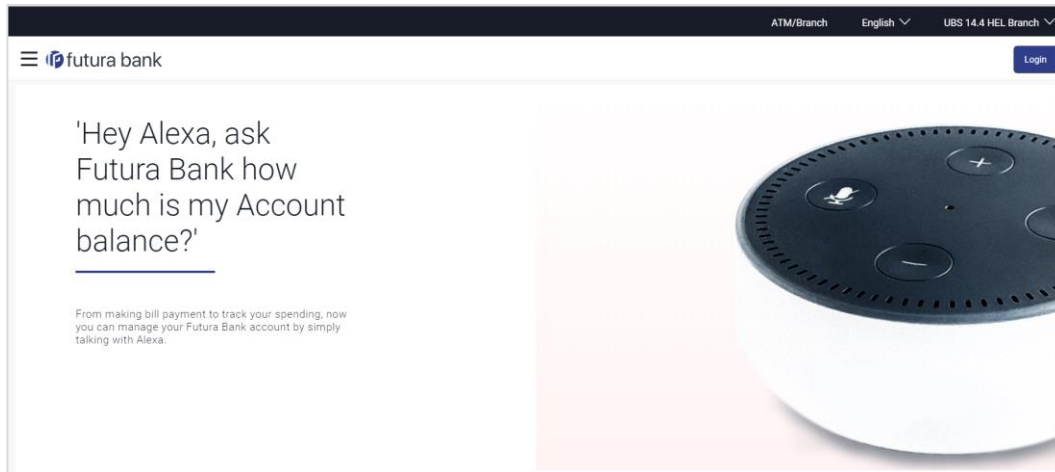 ATM/Branch English UBS 14.4 HEL Branch
futura bank
Login
'Hey Alexa, ask
Futura Bank how
much is my Account
balance?'
From making bill payment to track your spending, now
you can manage your Futura Bank account by simply
talking with Alexa.